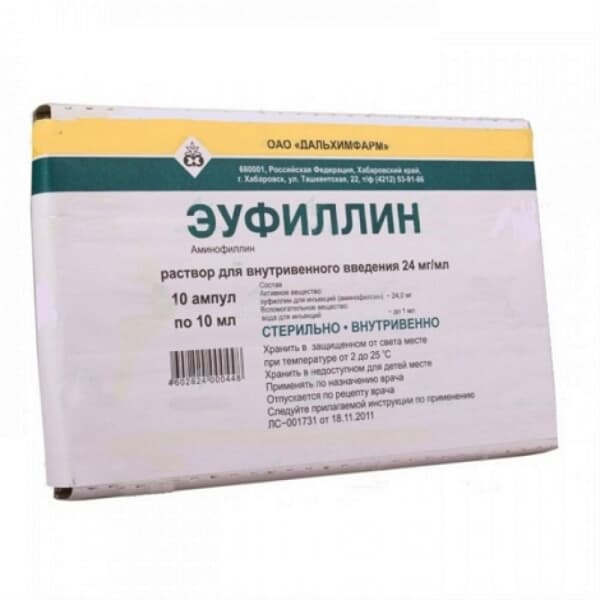 ОАО «ДАЛЬХИМФАРМ»
680001, Российская Федерация, Хабаровский край,
г. Хабаровск, ул. Ташкентская, 22, т/ф (4212) 53-91-86
ЭУФИЛЛИН
Аминофиллин
раствор для внутривенного введения 24 мг/мл
10 ампул
по 10 мл
Состав
Активное вещество:
эуфиллин для инъекций (аминофиллин) - 24,0 мг
Вспомогательное вещество:
вода для инъекций - до 1 мл
СТЕРИЛЬНО • ВНУТРИВЕННО
Хранить в защищенном от света месте
при температуре от 2 до 25 °С
Хранить в недоступном для детей месте
Применять по назначению врача
Отпускается по рецепту врача
Следуйте прилагаемой инструкции по применению
ЛС-001731 от 18.11.2011
4602824000448